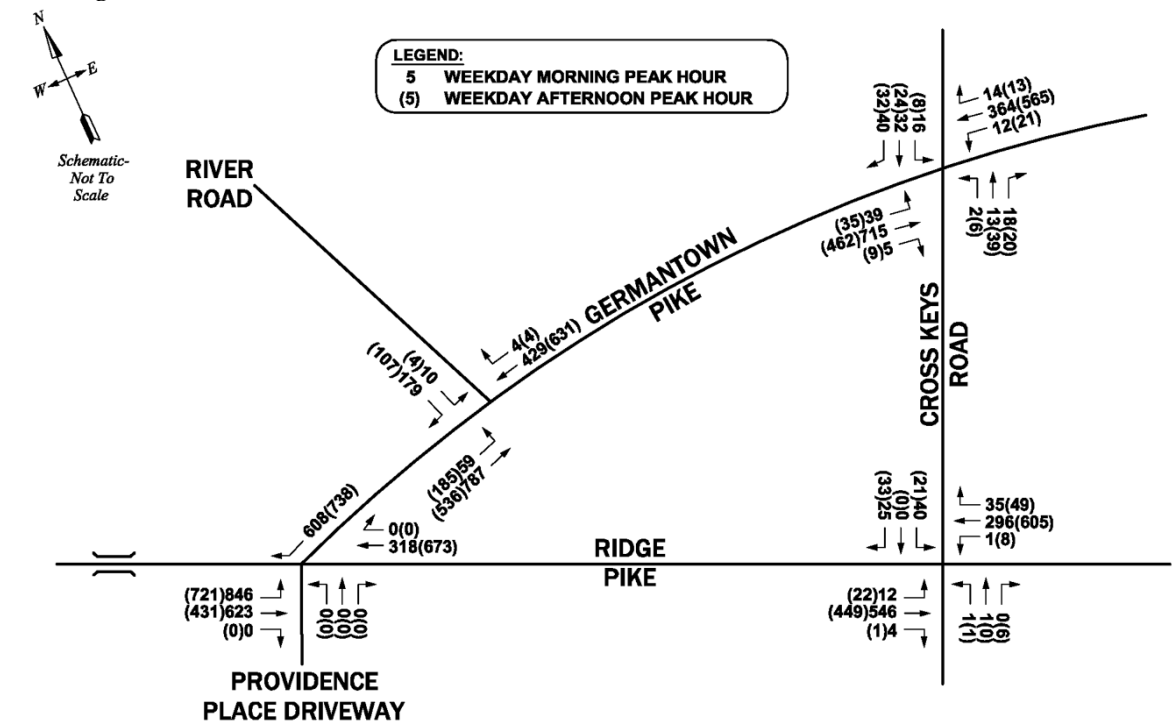 N
W E
Schematic-
Not To
Scale
LEGEND:
5 WEEKDAY MORNING PEAK HOUR
(5) WEEKDAY AFTERNOON PEAK HOUR
RIVER
ROAD
(32)40
(24)32
(8)16
14(13)
364(565)
12(21)
(35)39
(462)715
(9)5
2(6)
13(39)
18(20)
GERMANTOWN
PIKE
CROSS KEYS
ROAD
4(4)
429(631)
(107)179
(4)10
(185)59
(536)787
608(738)
0(0)
318(673)
RIDGE
PIKE
(33)25
(0)0
(21)40
35(49)
296(605)
1(8)
(721)846
(431)623
(0)0
0(0)
0(0)
0(0)
(22)12
(449)546
(1)4
1(1)
1(0)
0(6)
PROVIDENCE
PLACE DRIVEWAY